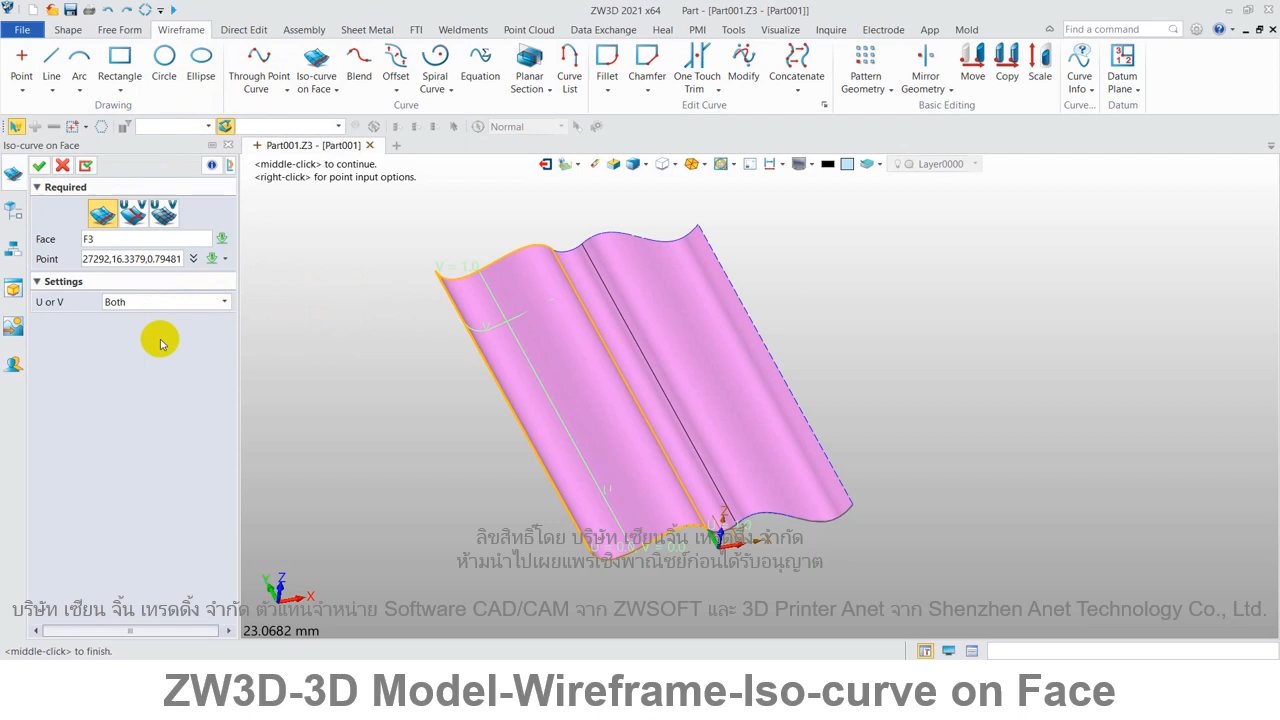 ZW3D 2021 x64 Part - [Part001.Z3 - [Part001]]
File Shape Free Form Wireframe Direct Edit Assembly Sheet Metal FTI Weldments Point Cloud Data Exchange Heal PMI Tools Visualize Inquire Electrode App Mold Find a command
Point Line Arc Rectangle Circle Ellipse Through Point Curve Iso-curve on Face Blend Offset Spiral Curve Equation Planar Section Curve List Fillet Chamfer One Touch Trim Modify Concatenate Pattern Geometry Mirror Geometry Move Copy Scale Curve Info Datum Plane
Drawing Curve Edit Curve Basic Editing Curve... Datum
Normal
Iso-curve on Face
Part001.Z3 - [Part001]
<middle-click> to continue.
<right-click> for point input options.
Layer0000
Required
Face F3
Point 27292,16.3379,0.79481
Settings
U or V Both
V = 1.0
V
U
Z
X
Y Z X
ลิขสิทธิ์โดย บริษัท เซียนจิ้น เทรดดิ้ง จำกัด
ห้ามนำไปเผยแพร่เชิงพาณิชย์ก่อนได้รับอนุญาต
บริษัท เซียน จิ้น เทรดดิ้ง จำกัด ตัวแทนจำหน่าย Software CAD/CAM จาก ZWSOFT และ 3D Printer Anet จาก Shenzhen Anet Technology Co., Ltd.
23.0682 mm
<middle-click> to finish.
ZW3D-3D Model-Wireframe-Iso-curve on Face